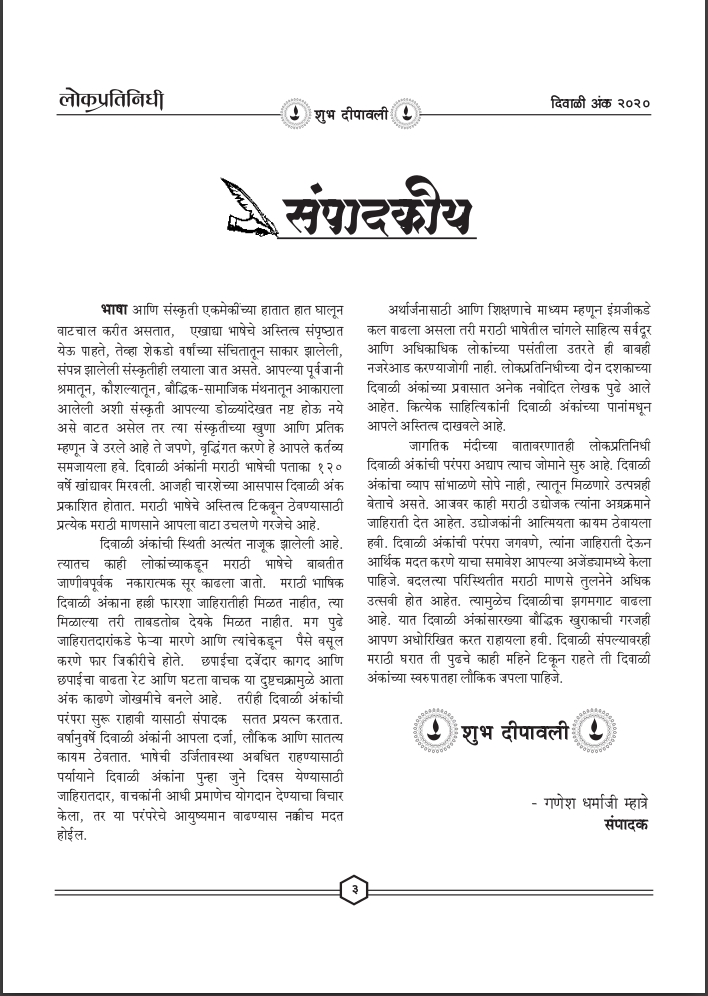 लोकप्रतिनिधी
शुभ दीपावली
दिवाळी अंक २०२०
संपादकीय
भाषा आणि संस्कृती एकमेकींच्या हातात हात घालून
वाटचाल करीत असतात, एखाद्या भाषेचे अस्तित्व संपृष्ठात
येऊ पाहते, तेव्हा शेकडो वर्षांच्या संचितातून साकार झालेली,
संपन्न झालेली संस्कृतीही लयाला जात असते. आपल्या पूर्वजानी
श्रमातून, कौशल्यातून, बौद्धिक-सामाजिक मंथनातून आकाराला
आलेली अशी संस्कृती आपल्या डोळ्यांदेखत नष्ट होऊ नये
असे वाटत असेल तर त्या संस्कृतीच्या खुणा आणि प्रतिक
म्हणून जे उरले आहे ते जपणे, वृद्धिंगत करणे हे आपले कर्तव्य
समजायला हवे. दिवाळी अंकांनी मराठी भाषेची पताका १२०
वर्षे खांद्यावर मिरवली. आजही चारशेच्या आसपास दिवाळी अंक
प्रकाशित होतात. मराठी भाषेचे अस्तित्व टिकवून ठेवण्यासाठी
प्रत्येक मराठी माणसाने आपला वाटा उचलणे गरजेचे आहे.
दिवाळी अंकांची स्थिती अत्यंत नाजूक झालेली आहे.
त्यातच काही लोकांच्याकडून मराठी भाषेचे बाबतीत
जाणीवपूर्वक नकारात्मक सूर काढला जातो. मराठी भाषिक
दिवाळी अंकाना हल्ली फारशा जाहिरातीही मिळत नाहीत, त्या
मिळाल्या तरी ताबडतोब देयके मिळत नाहीत. मग पुढे
जाहिरातदारांकडे फेऱ्या मारणे आणि त्यांचेकडून पैसे वसूल
करणे फार जिकीरीचे होते. छपाईचा दर्जेदार कागद आणि
छपाईचा वाढता रेट आणि घटता वाचक या दुष्टचक्रामुळे आता
अंक काढणे जोखमीचे बनले आहे. तरीही दिवाळी अंकांची
परंपरा सुरू राहावी यासाठी संपादक सतत प्रयत्न करतात.
वर्षानुवर्षे दिवाळी अंकांनी आपला दर्जा, लौकिक आणि सातत्य
कायम ठेवतात. भाषेची उर्जितावस्था अबधित राहण्यासाठी
पर्यायाने दिवाळी अंकांना पुन्हा जुने दिवस येण्यासाठी
जाहिरातदार, वाचकांनी आधी प्रमाणेच योगदान देण्याचा विचार
केला, तर या परंपरेचे आयुष्यमान वाढण्यास नक्कीच मदत
होईल.
अर्थार्जनासाठी आणि शिक्षणाचे माध्यम म्हणून इंग्रजीकडे
कल वाढला असला तरी मराठी भाषेतील चांगले साहित्य सर्वदूर
आणि अधिकाधिक लोकांच्या पसंतीला उतरते ही बाबही
नजरेआड करण्याजोगी नाही. लोकप्रतिनिधीच्या दोन दशकाच्या
दिवाळी अंकांच्या प्रवासात अनेक नवोदित लेखक पुढे आले
आहेत. कित्येक साहित्यिकांनी दिवाळी अंकांच्या पानांमधून
आपले अस्तित्व दाखवले आहे.
जागतिक मंदीच्या वातावरणातही लोकप्रतिनिधी
दिवाळी अंकांची परंपरा अद्याप त्याच जोमाने सुरु आहे. दिवाळी
अंकांचा व्याप सांभाळणे सोपे नाही, त्यातून मिळणारे उत्पन्नही
बेताचे असते. आजवर काही मराठी उद्योजक त्यांना अग्रक्रमाने
जाहिराती देत आहेत. उद्योजकांनी आत्मियता कायम ठेवायला
हवी. दिवाळी अंकांची परंपरा जगवणे, त्यांना जाहिराती देऊन
आर्थिक मदत करणे याचा समावेश आपल्या अजेंड्यामध्ये केला
पाहिजे. बदलत्या परिस्थितीत मराठी माणसे तुलनेने अधिक
उत्सवी होत आहेत. त्यामुळेच दिवाळीचा झगमगाट वाढला
आहे. यात दिवाळी अंकांसारख्या बौद्धिक खुराकाची गरजही
आपण अधोरिखित करत राहायला हवी. दिवाळी संपल्यावरही
मराठी घरात ती पुढचे काही महिने टिकून राहते ती दिवाळी
अंकांच्या स्वरुपातहा लौकिक जपला पाहिजे.
शुभ दीपावली
- गणेश धर्माजी म्हात्रे
संपादक
३